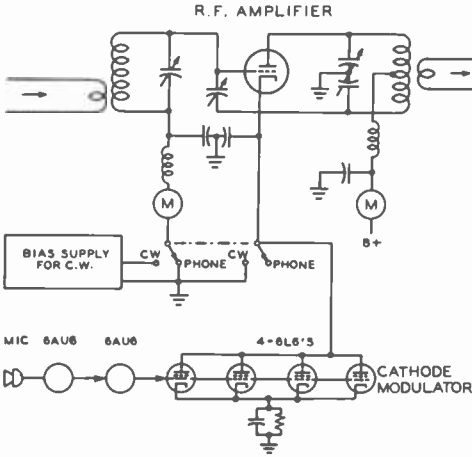 R.F. AMPLIFIER
M
M
B+
BIAS SUPPLY
FOR C.W.
CW
PHONE
CW
PHONE
MIC 6AU6 6AU6
4-6L6'S
CATHODE
MODULATOR